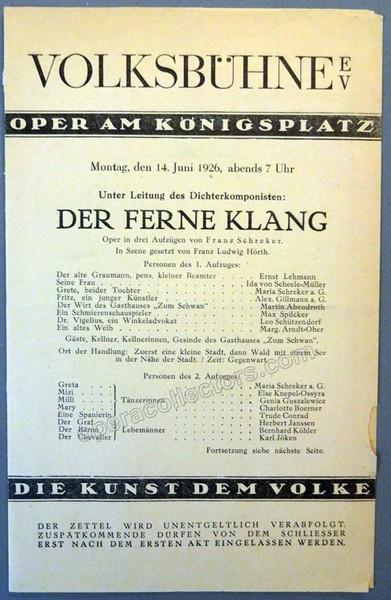 VOLKSBÜHNE E V
OPER AM KÖNIGSPLATZ
Montag, den 14. Juni 1926, abends 7 Uhr
Unter Leitung des Dichterkomponisten:
DER FERNE KLANG
Oper in drei Aufzügen von Franz Schreker.
In Szene gesetzt von Franz Ludwig Hörth.
Personen des 1. Aufzuges:
Der alte Graumann, pens. kleiner Beamter Ernst Lehmann
Seine Frau Ida von Scheele-Müller
Grete, beider Tochter Maria Schreker a. G.
Fritz, ein junger Künstler Alex. Gillmann a. G.
Der Wirt des Gasthauses „Zum Schwan" Martin Abendroth
Ein Schmierenschauspieler Max Spilcker
Dr. Vigelius, ein Winkeladvokat Leo Schützendorf
Ein altes Weib Marg. Arndt-Ober
Gäste, Kellner, Kellnerinnen, Gesinde des Gasthauses „Zum Schwan".
Ort der Handlung: Zuerst eine kleine Stadt, dann Wald mit einem See
in der Nähe der Stadt. / Zeit: Gegenwart.
Personen des 2. Aufzuges:
Greta Maria Schreker a. G.
Mizi Else Knepel-Ossyra
Milli Tänzerinnen Genia Guszalewicz
Mary Charlotte Boerner
Eine Spanierin Trude Conrad
Der Graf Herbert Janssen
Der Baron Lebemänner Bernhard Köhler
Der Chevalier Karl Jöken
Fortsetzung siehe nächste Seite.
operacollectors.com
DIE KUNST DEM VOLKE
DER ZETTEL WIRD UNENTGELTLICH VERABFOLGT.
ZUSPÄTKOMMENDE DÜRFEN VON DEM SCHLIESSER
ERST NACH DEM ERSTEN AKT EINGELASSEN WERDEN.